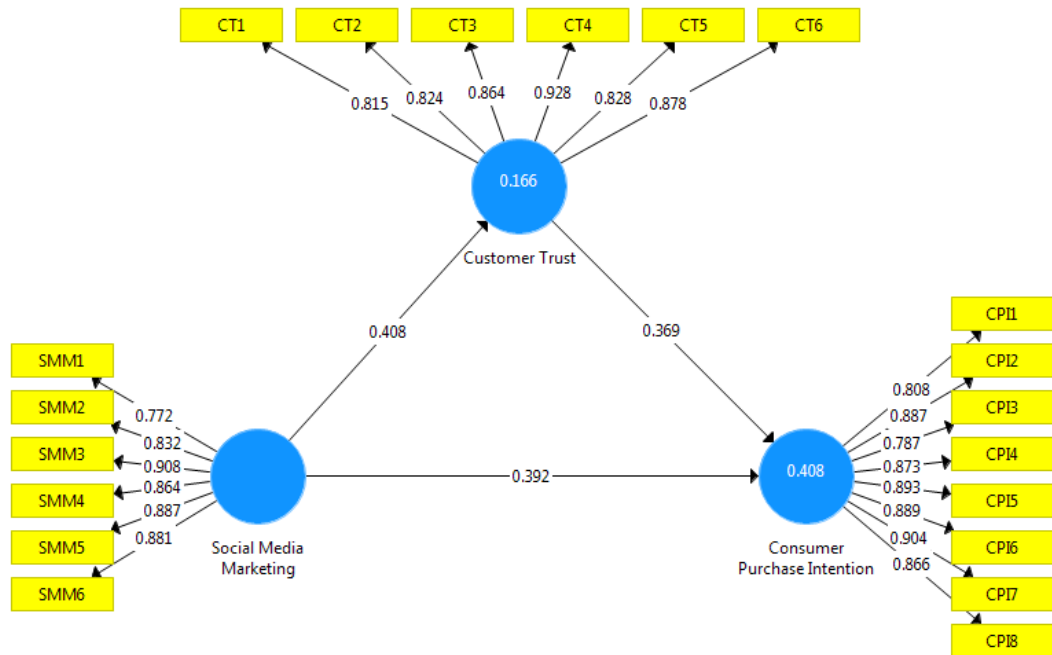 CT1 CT2 CT3 CT4 CT5 CT6
0.815 0.824 0.864 0.928 0.828 0.878
0.166
Customer Trust
0.408 0.369
SMM1
SMM2
SMM3
SMM4
SMM5
SMM6
0.772
0.832
0.908
0.864
0.887
0.881
Social Media
Marketing
0.392
0.408
Consumer
Purchase Intention
0.808
0.887
0.787
0.873
0.893
0.889
0.904
0.866
CPI1
CPI2
CPI3
CPI4
CPI5
CPI6
CPI7
CPI8